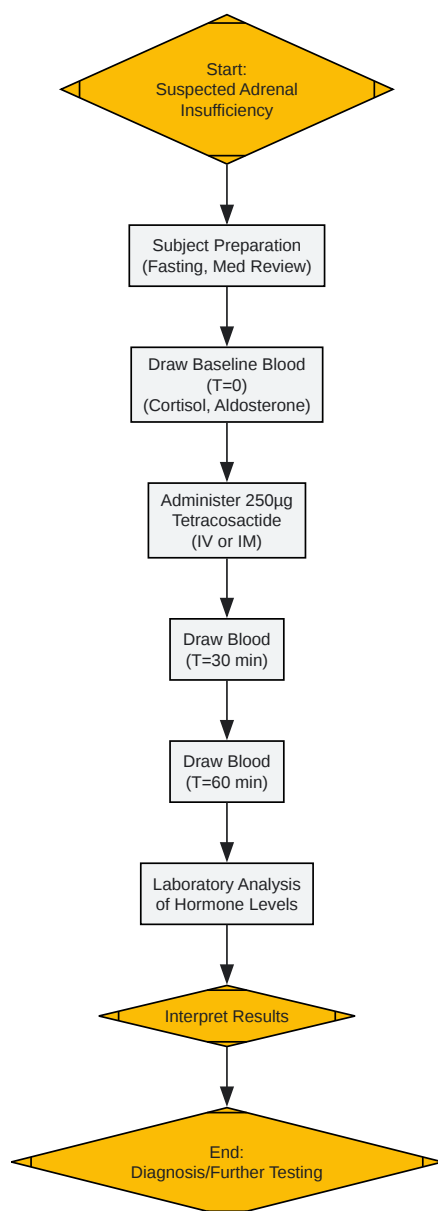 Start:
Suspected Adrenal
Insufficiency
Subject Preparation
(Fasting, Med Review)
Draw Baseline Blood
(T=0)
(Cortisol, Aldosterone)
Administer 250µg
Tetracosactide
(IV or IM)
Draw Blood
(T=30 min)
Draw Blood
(T=60 min)
Laboratory Analysis
of Hormone Levels
Interpret Results
End:
Diagnosis/Further Testing